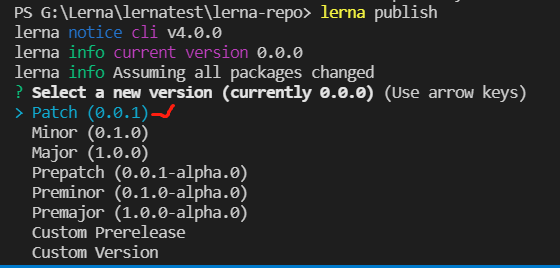 PS G:\Lerna\lernatest\lerna-repo> lerna publish
lerna notice cli v4.0.0
lerna info current version 0.0.0
lerna info Assuming all packages changed
? Select a new version (currently 0.0.0) (Use arrow keys)
> Patch (0.0.1)
Minor (0.1.0)
Major (1.0.0)
Prepatch (0.0.1-alpha.0)
Preminor (0.1.0-alpha.0)
Premajor (1.0.0-alpha.0)
Custom Prerelease
Custom Version